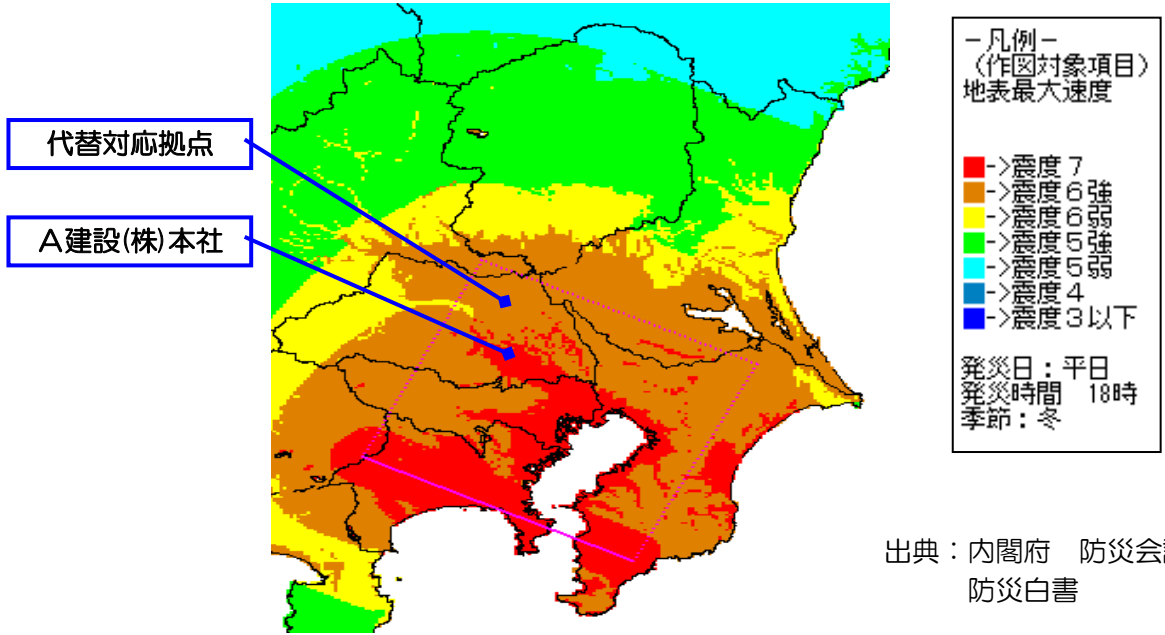 代替対応拠点
A建設(株)本社
－凡例－
（作図対象項目）
地表最大速度
->震度７
->震度６強
->震度６弱
->震度５強
->震度５弱
->震度４
->震度３以下
発災日：平日
発災時間　18時
季節：冬
出典：内閣府　防災会
防災白書